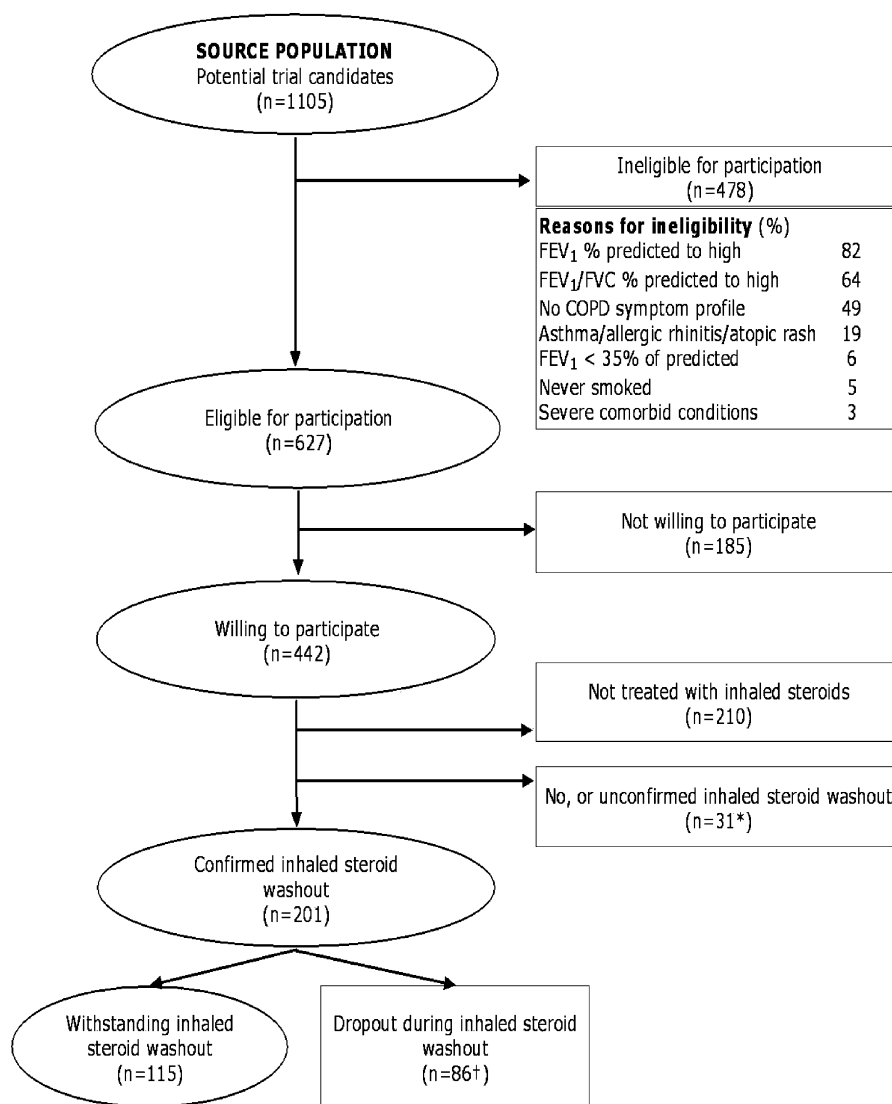 SOURCE POPULATION
Potential trial candidates
(n=1105)
Ineligible for participation
(n=478)
Reasons for ineligibility (%)
FEV1 % predicted to high 82
FEV1/FVC % predicted to high 64
No COPD symptom profile 49
Asthma/allergic rhinitis/atopic rash 19
FEV1 < 35% of predicted 6
Never smoked 5
Severe comorbid conditions 3
Eligible for participation
(n=627)
Not willing to participate
(n=185)
Willing to participate
(n=442)
Not treated with inhaled steroids
(n=210)
No, or unconfirmed inhaled steroid washout
(n=31*)
Confirmed inhaled steroid
washout
(n=201)
Withstanding inhaled
steroid washout
(n=115)
Dropout during inhaled steroid
washout
(n=86†)